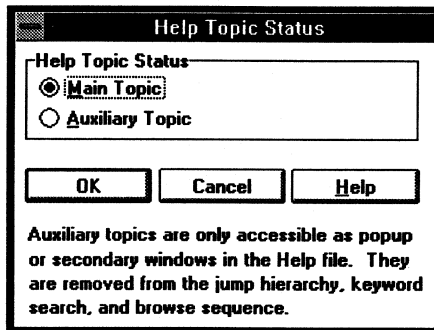 Help Topic Status
Help Topic Status
Main Topic
Auxiliary Topic
OK
Cancel
Help
Auxiliary topics are only accessible as popup
or secondary windows in the Help file. They
are removed from the jump hierarchy, keyword
search, and browse sequence.